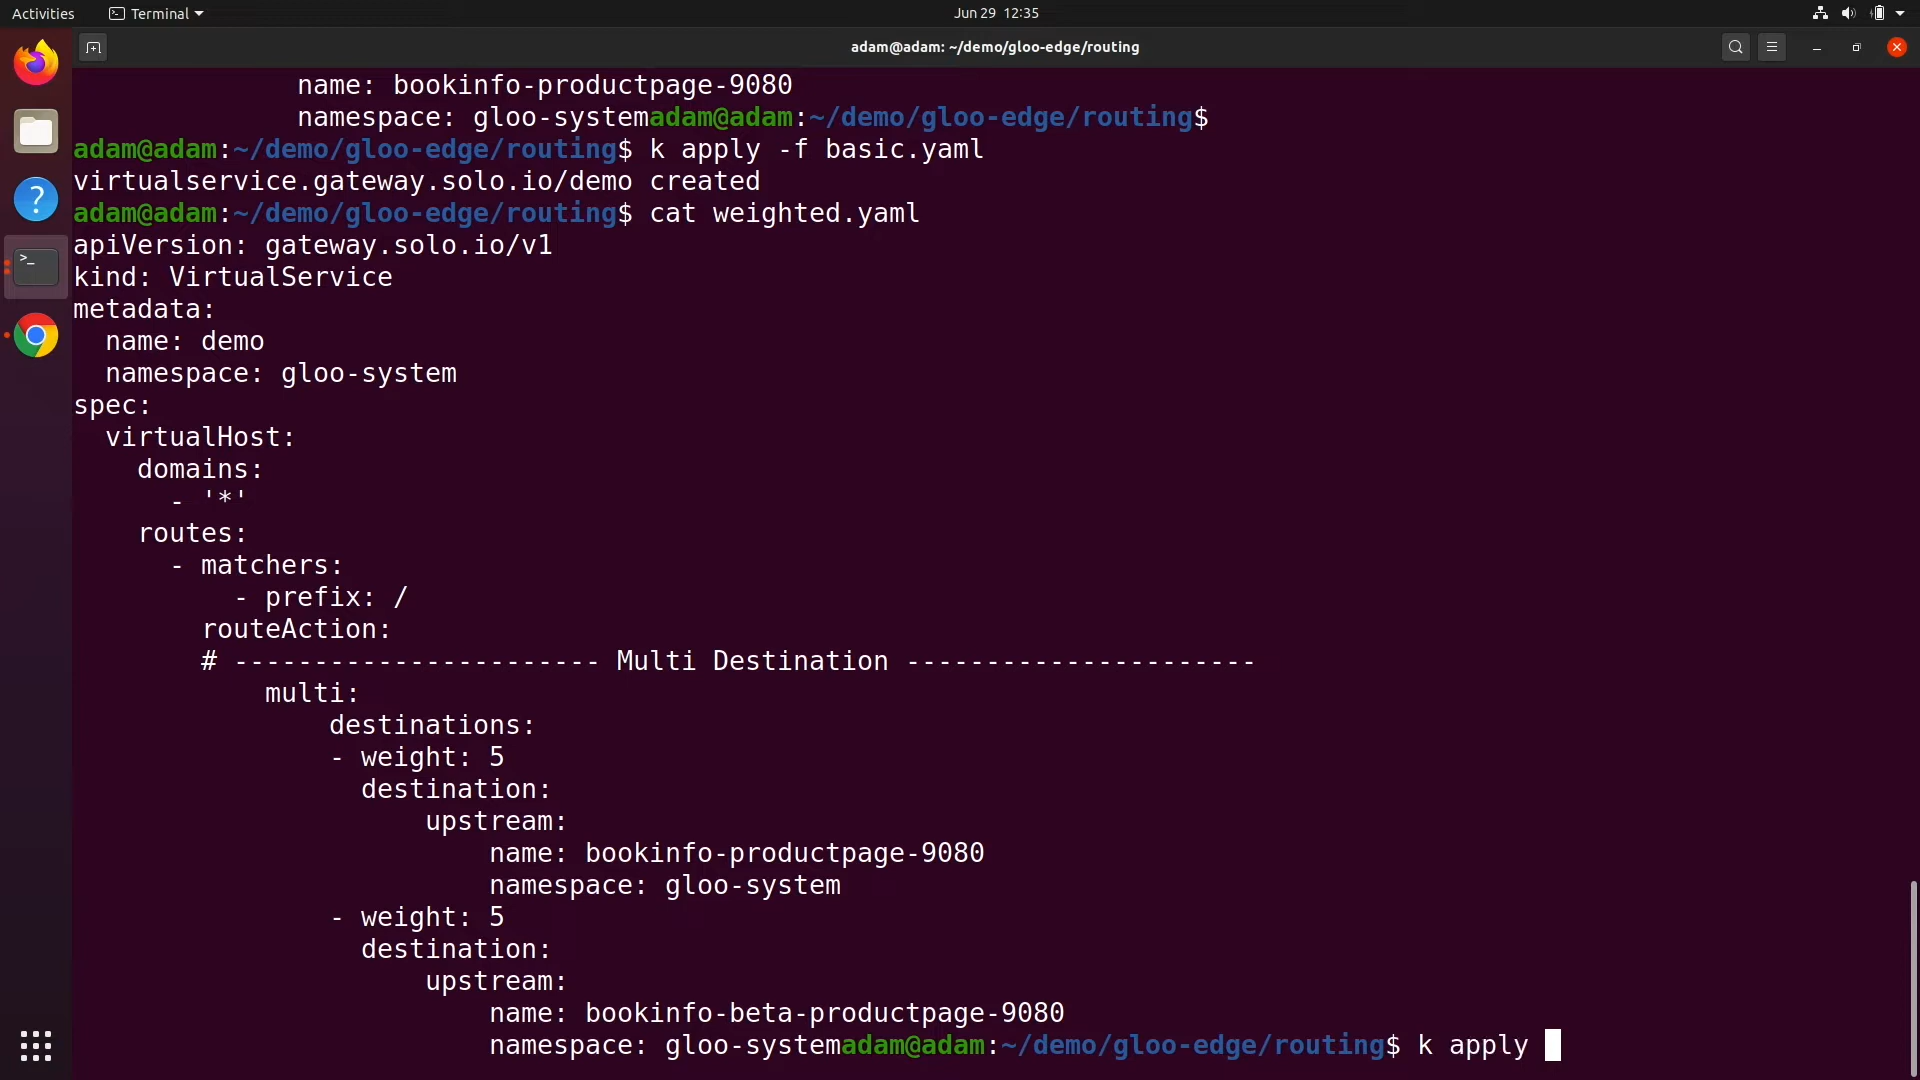 Activities
Terminal
Jun 29 12:35
adam@adam: ~/demo/gloo-edge/routing
name: bookinfo-productpage-9080
namespace: gloo-systemadam@adam:~/demo/gloo-edge/routing$
adam@adam:~/demo/gloo-edge/routing$ k apply -f basic.yaml
virtualservice.gateway.solo.io/demo created
adam@adam:~/demo/gloo-edge/routing$ cat weighted.yaml
apiVersion: gateway.solo.io/v1
kind: VirtualService
metadata:
  name: demo
  namespace: gloo-system
spec:
  virtualHost:
    domains:
      - '*'
    routes:
      - matchers:
          - prefix: /
        routeAction:
        # ----------------------- Multi Destination ----------------------
            multi:
                destinations:
                - weight: 5
                  destination:
                      upstream:
                          name: bookinfo-productpage-9080
                          namespace: gloo-system
                - weight: 5
                  destination:
                      upstream:
                          name: bookinfo-beta-productpage-9080
                          namespace: gloo-systemadam@adam:~/demo/gloo-edge/routing$ k apply